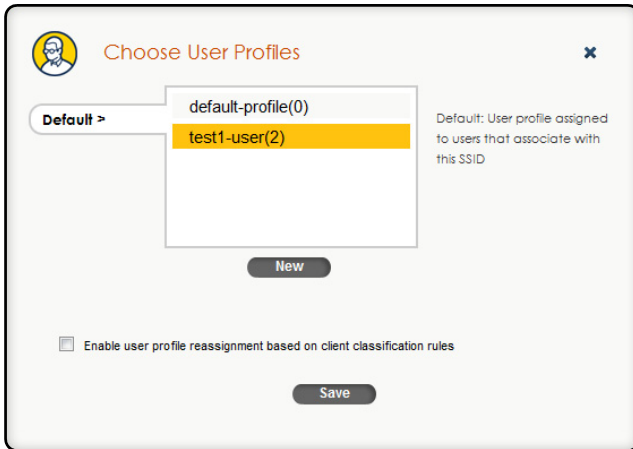 Choose User Profiles
Default >
default-profile(0)
test1-user(2)
Default: User profile assigned
to users that associate with
this SSID
New
Enable user profile reassignment based on client classification rules
Save